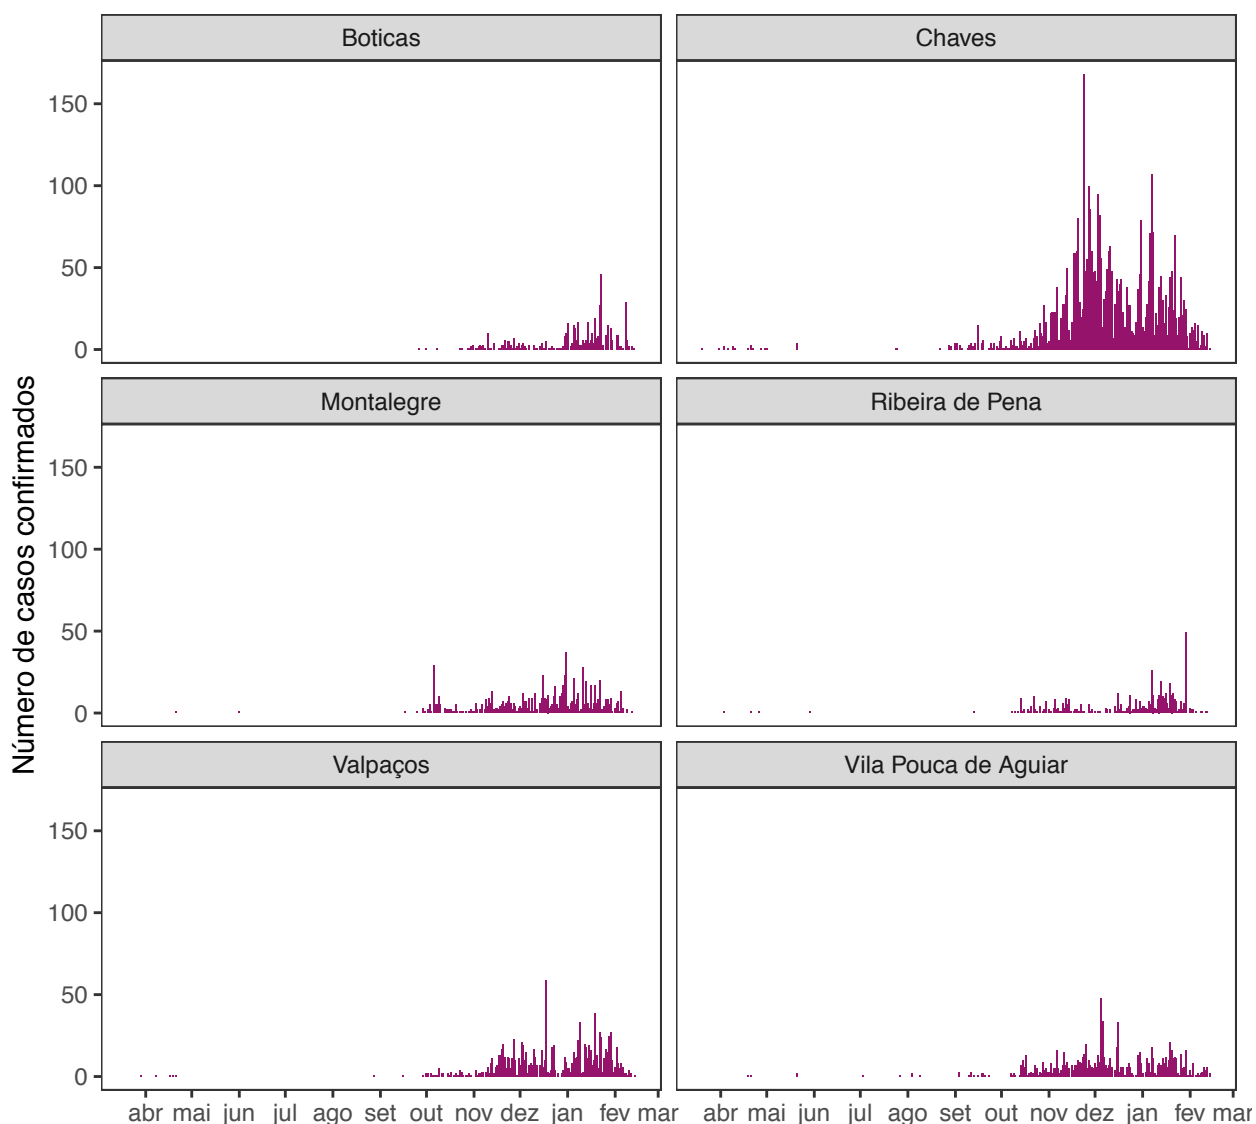 Número de casos confirmados
Boticas
Chaves
150
100
50
0
Montalegre
Ribeira de Pena
150
100
50
0
Valpaços
Vila Pouca de Aguiar
150
100
50
0
abr mai jun jul ago set out nov dez jan fev mar
abr mai jun jul ago set out nov dez jan fev mar